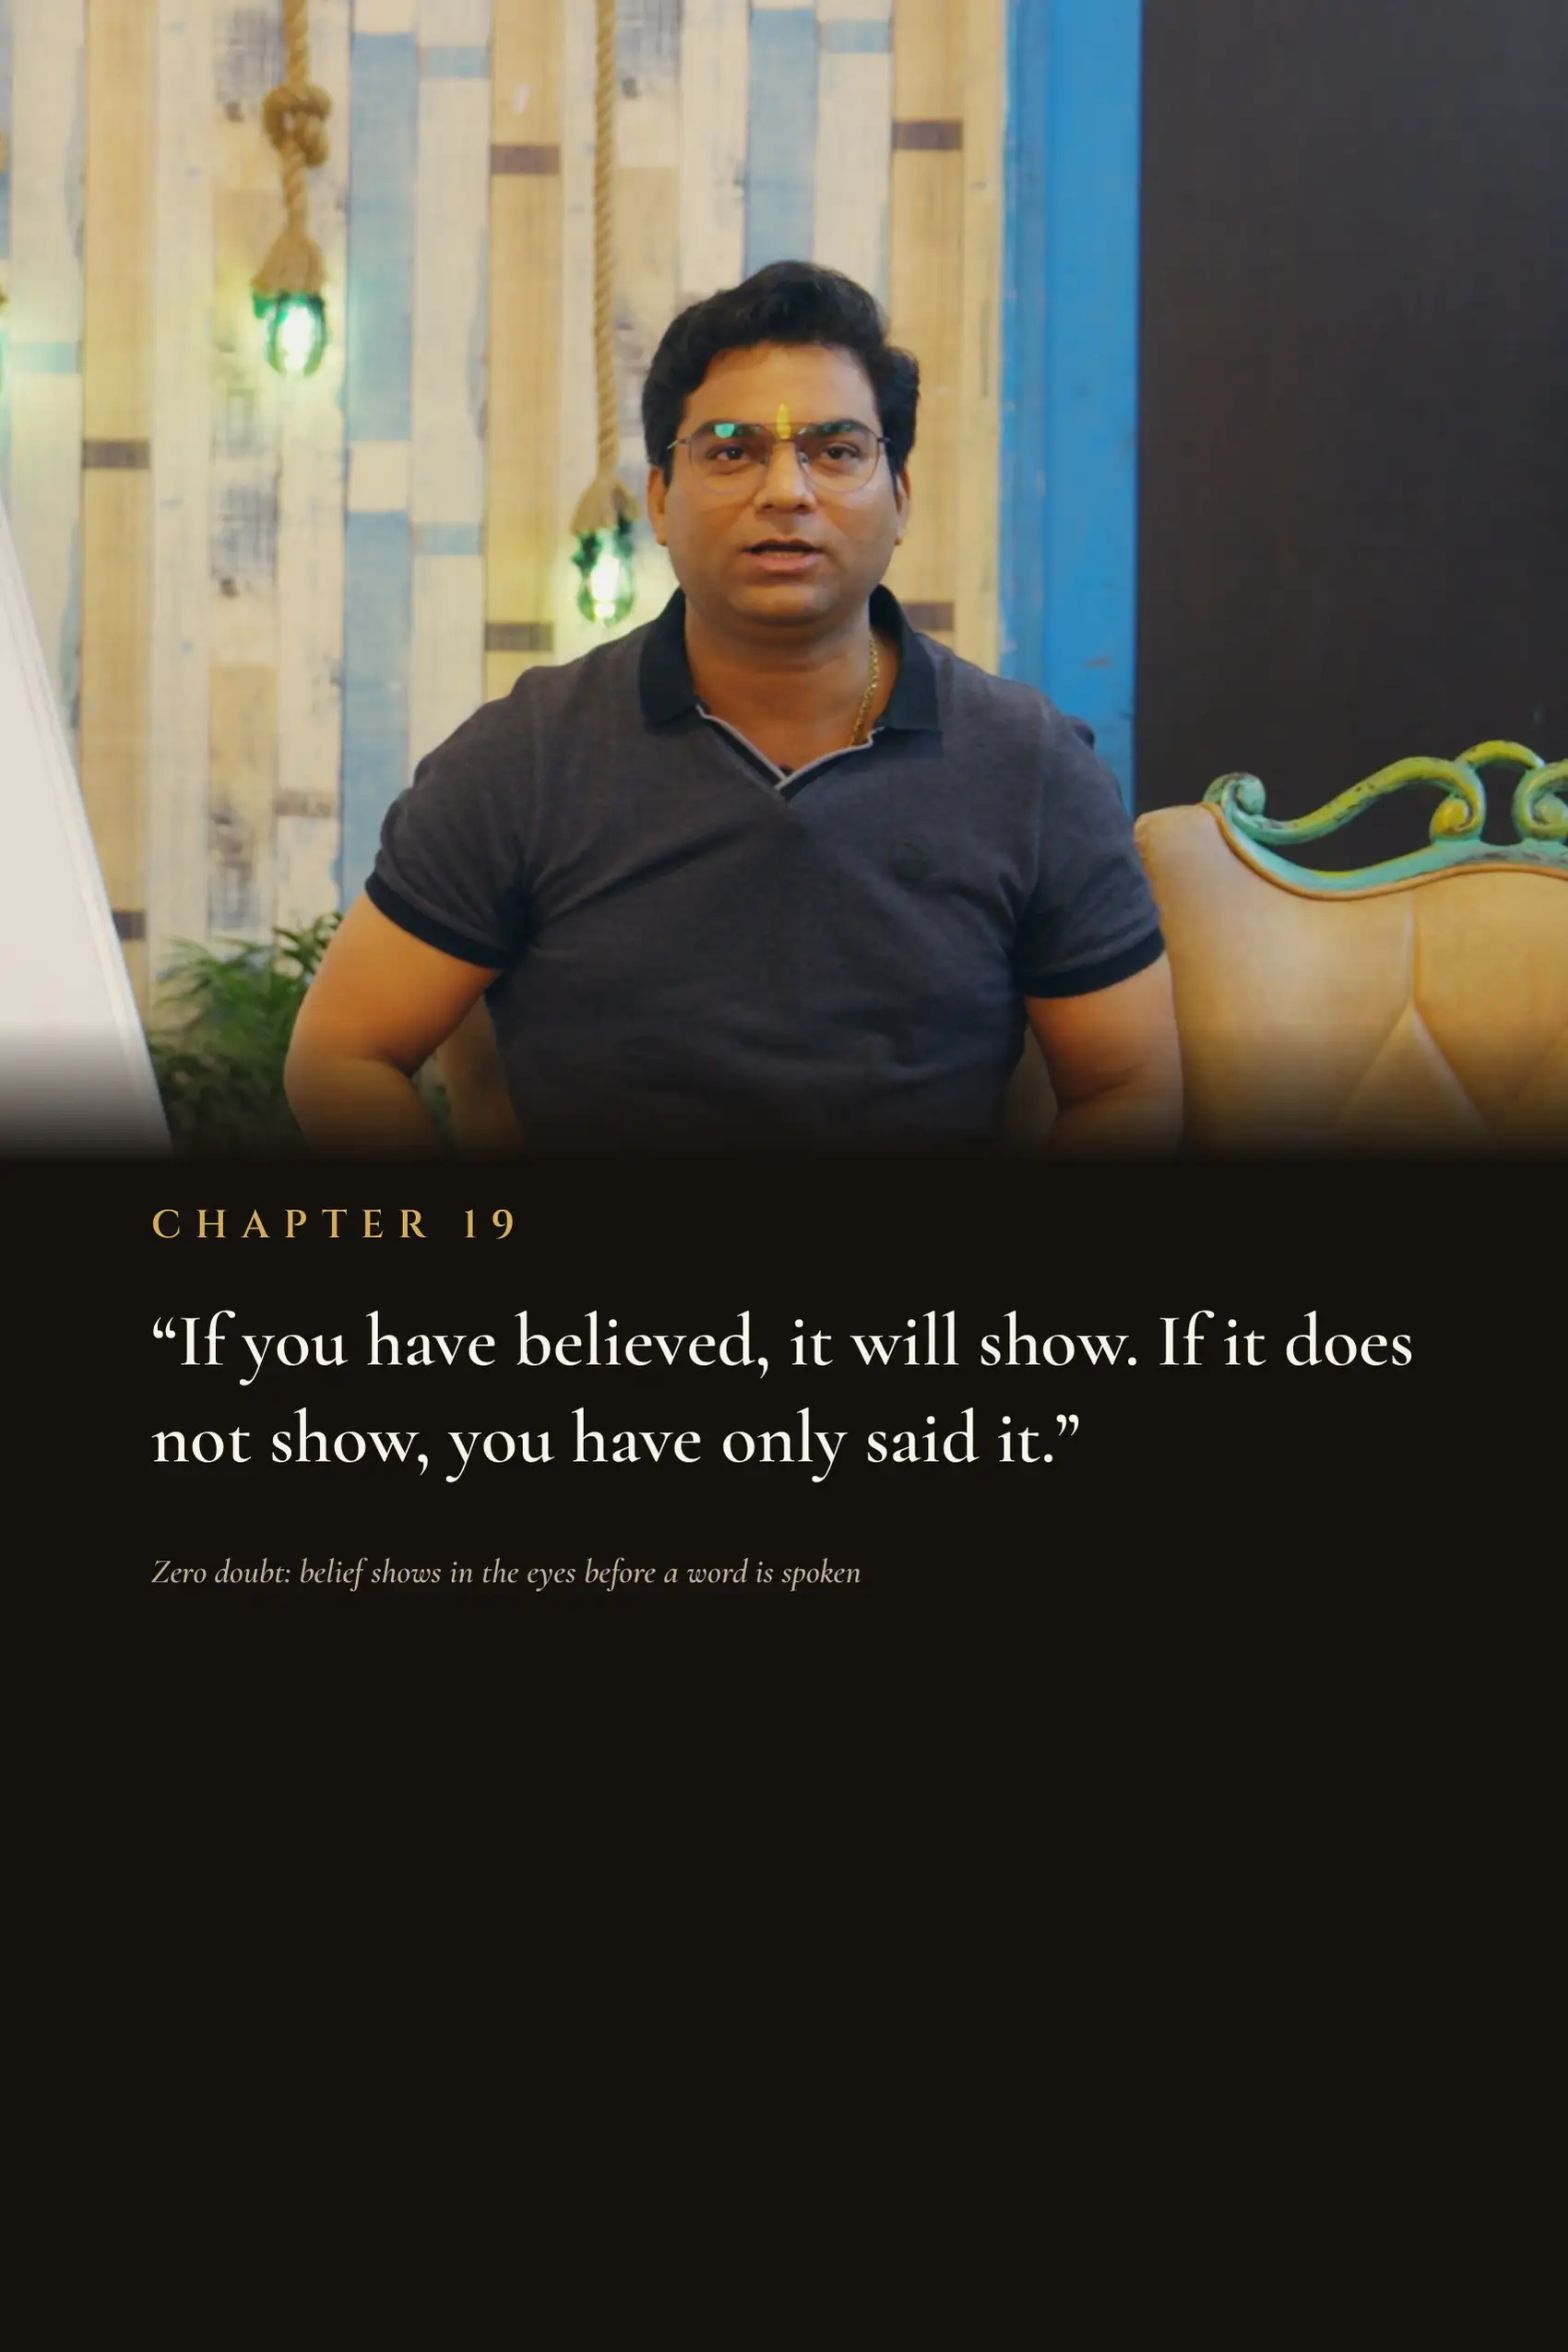 CHAPTER 19
“If you have believed, it will show. If it does
not show, you have only said it.”
Zero doubt: belief shows in the eyes before a word is spoken